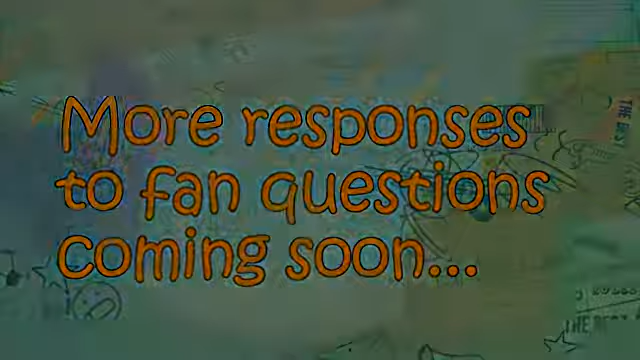 More responses
to fan questions
coming soon...